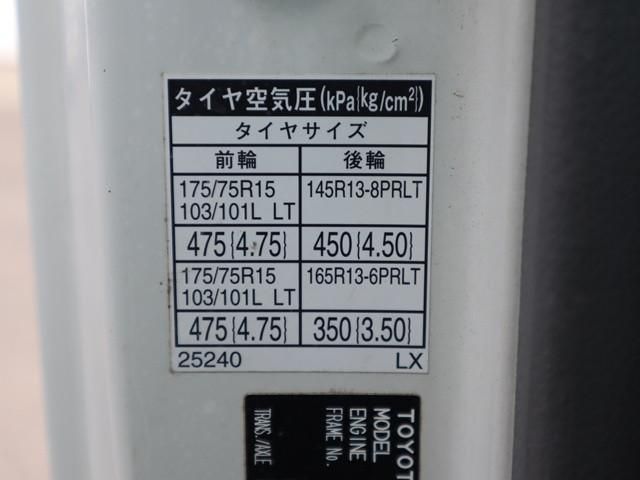 タイヤ空気圧(kPa{kg/cm²})
タイヤサイズ
前輪 後輪
175/75R15 145R13-8PRLT
103/101L LT
475{4.75} 450{4.50}
175/75R15 165R13-6PRLT
103/101L LT
475{4.75} 350{3.50}
25240 LX
TOYOT
MODEL
ENGINE
FRAME No.
TRANS./AXLE